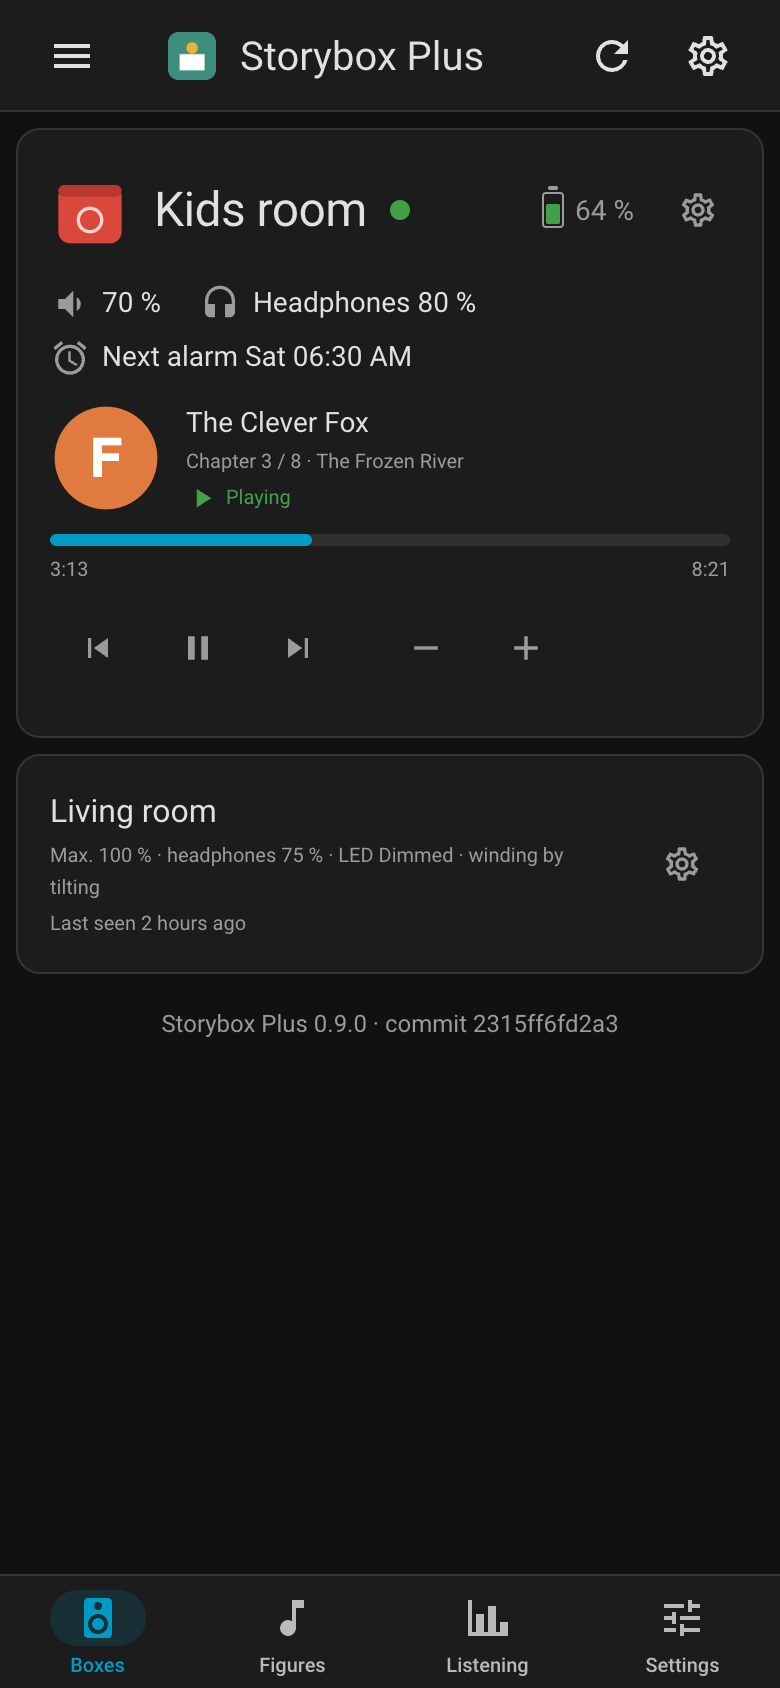 Storybox Plus
Kids room
64 %
70 %
Headphones 80 %
Next alarm Sat 06:30 AM
F
The Clever Fox
Chapter 3 / 8 · The Frozen River
Playing
3:13
8:21
Living room
Max. 100 % · headphones 75 % · LED Dimmed · winding by
tilting
Last seen 2 hours ago
Storybox Plus 0.9.0 · commit 2315ff6fd2a3
Boxes
Figures
Listening
Settings